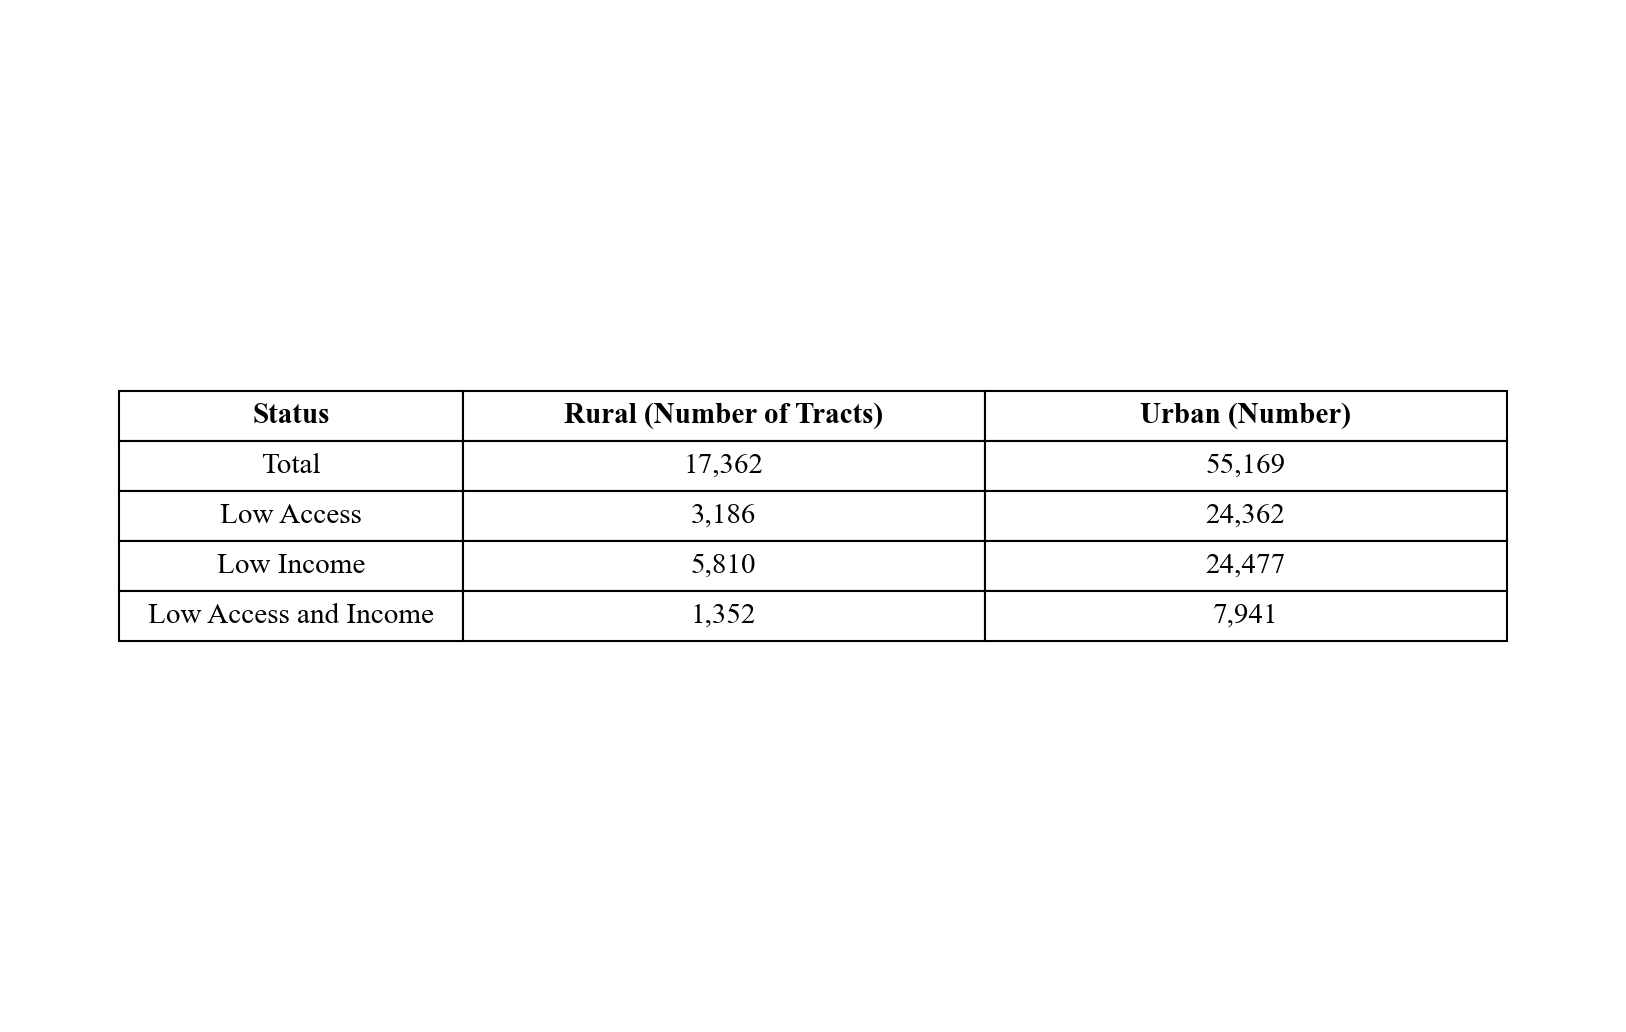 Status Rural (Number of Tracts) Urban (Number)
Total 17,362 55,169
Low Access 3,186 24,362
Low Income 5,810 24,477
Low Access and Income 1,352 7,941